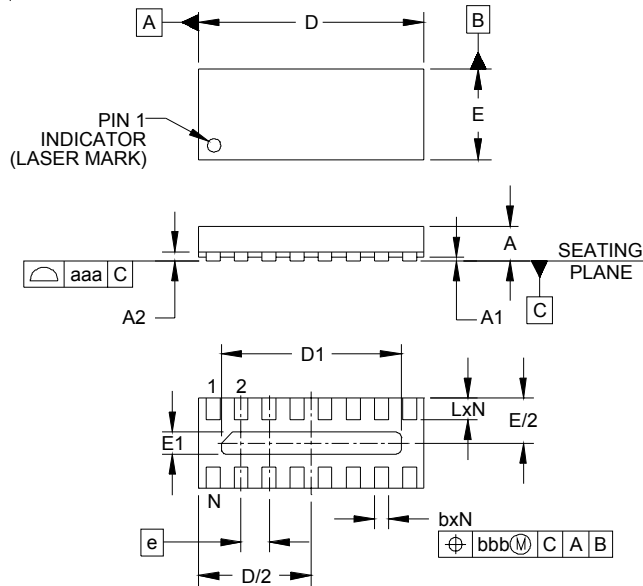 A
D
B
E
PIN 1
INDICATOR
(LASER MARK)
A
SEATING
PLANE
aaa C
A2
A1
C
D1
1 2
LxN
E/2
E1
N
bxN
e
bbb Ⓜ C A B
D/2